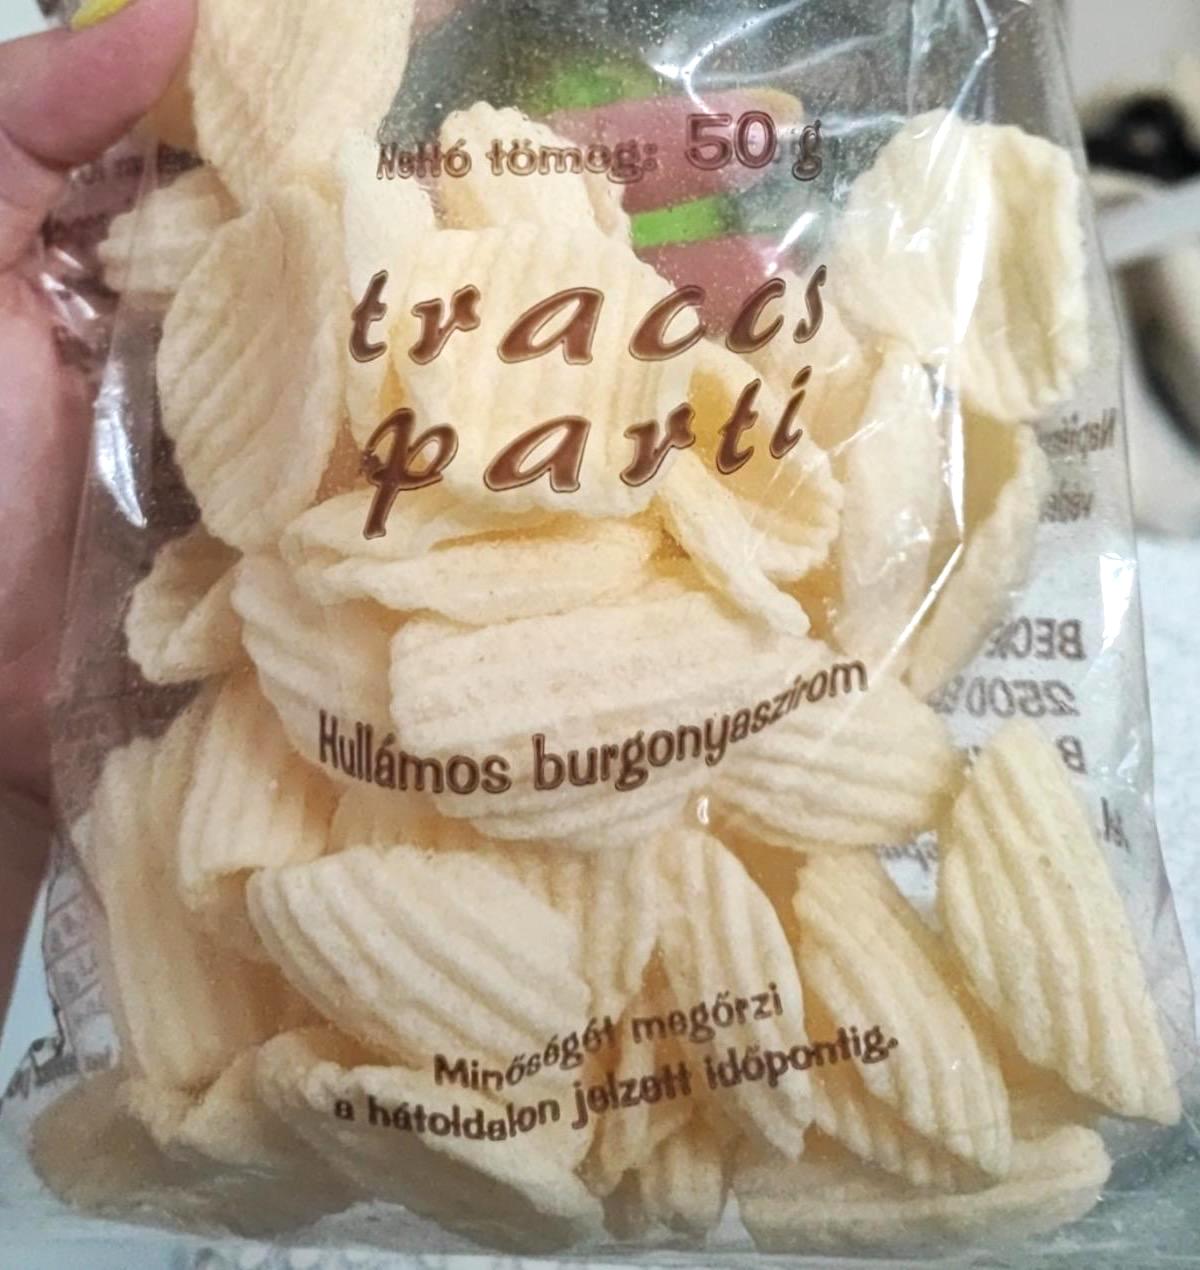 Nettó tömeg: 50 g
traccs
parti
Hullámos burgonyaszirom
Minőségét megőrzi
a hátoldalon jelzett időpontig.